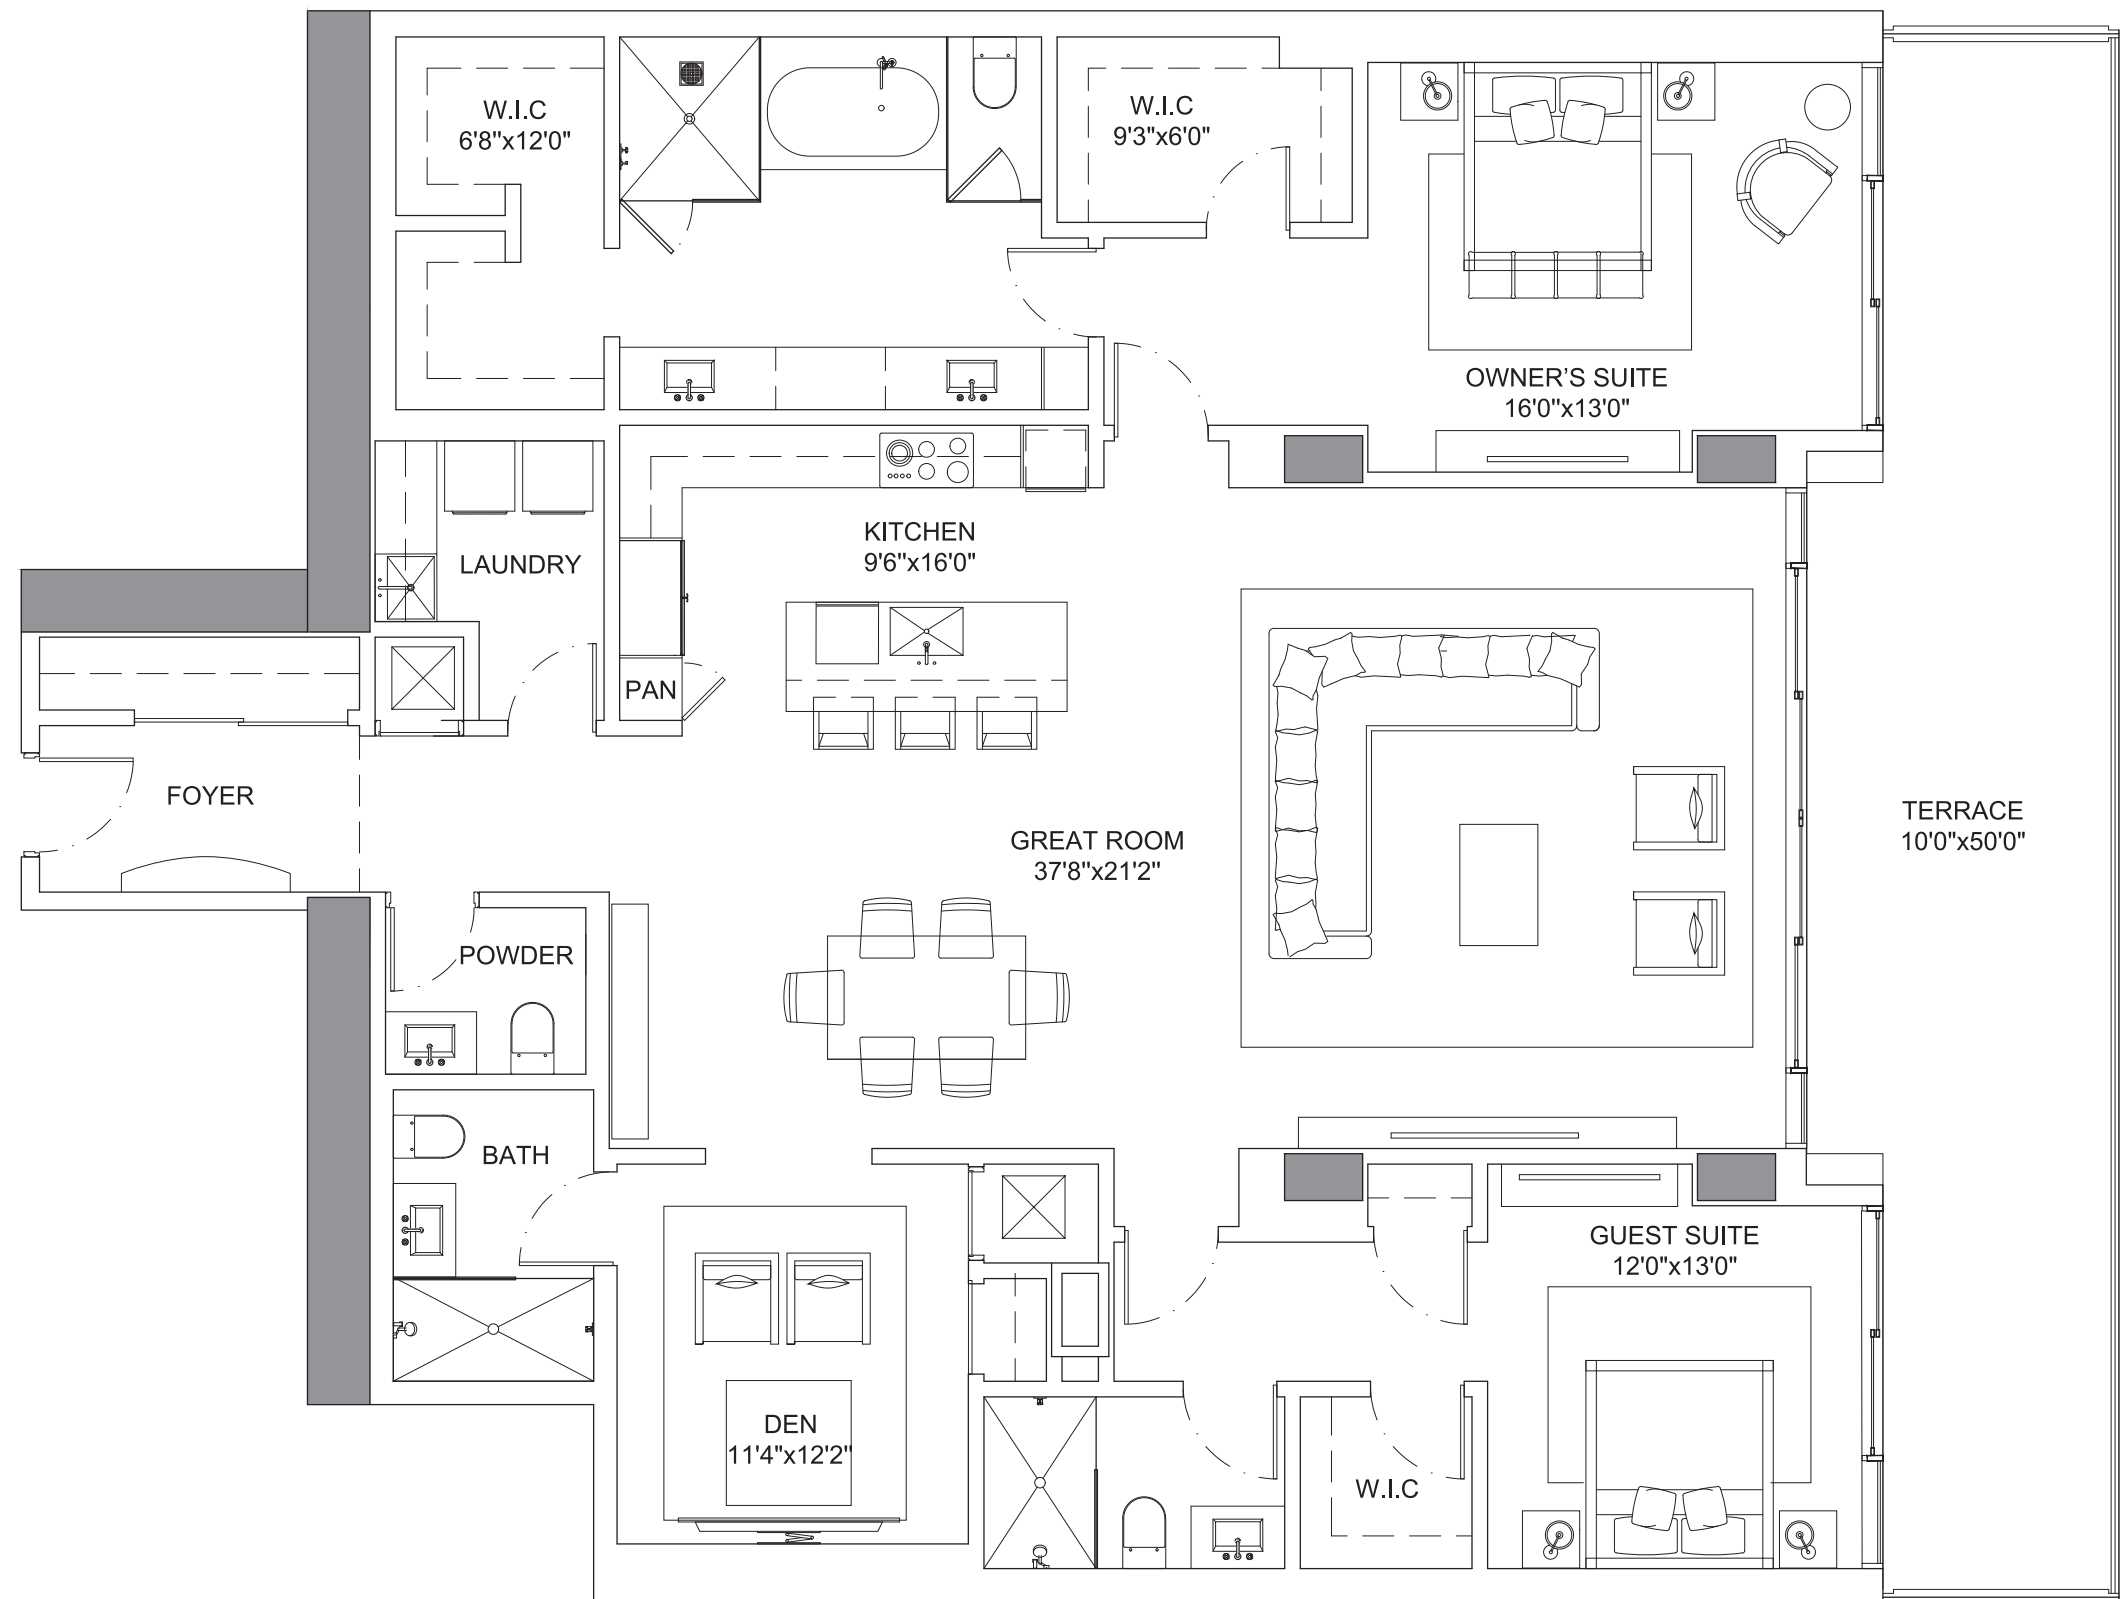 W.I.C
6'8"x12'0"
W.I.C
9'3"x6'0"
OWNER’S SUITE
16'0"x13'0"
KITCHEN
9'6"x16'0"
LAUNDRY
PAN
FOYER
GREAT ROOM
37'8"x21'2"
TERRACE
10'0"x50'0"
POWDER
BATH
GUEST SUITE
12'0"x13'0"
DEN
11'4"x12'2"
W.I.C